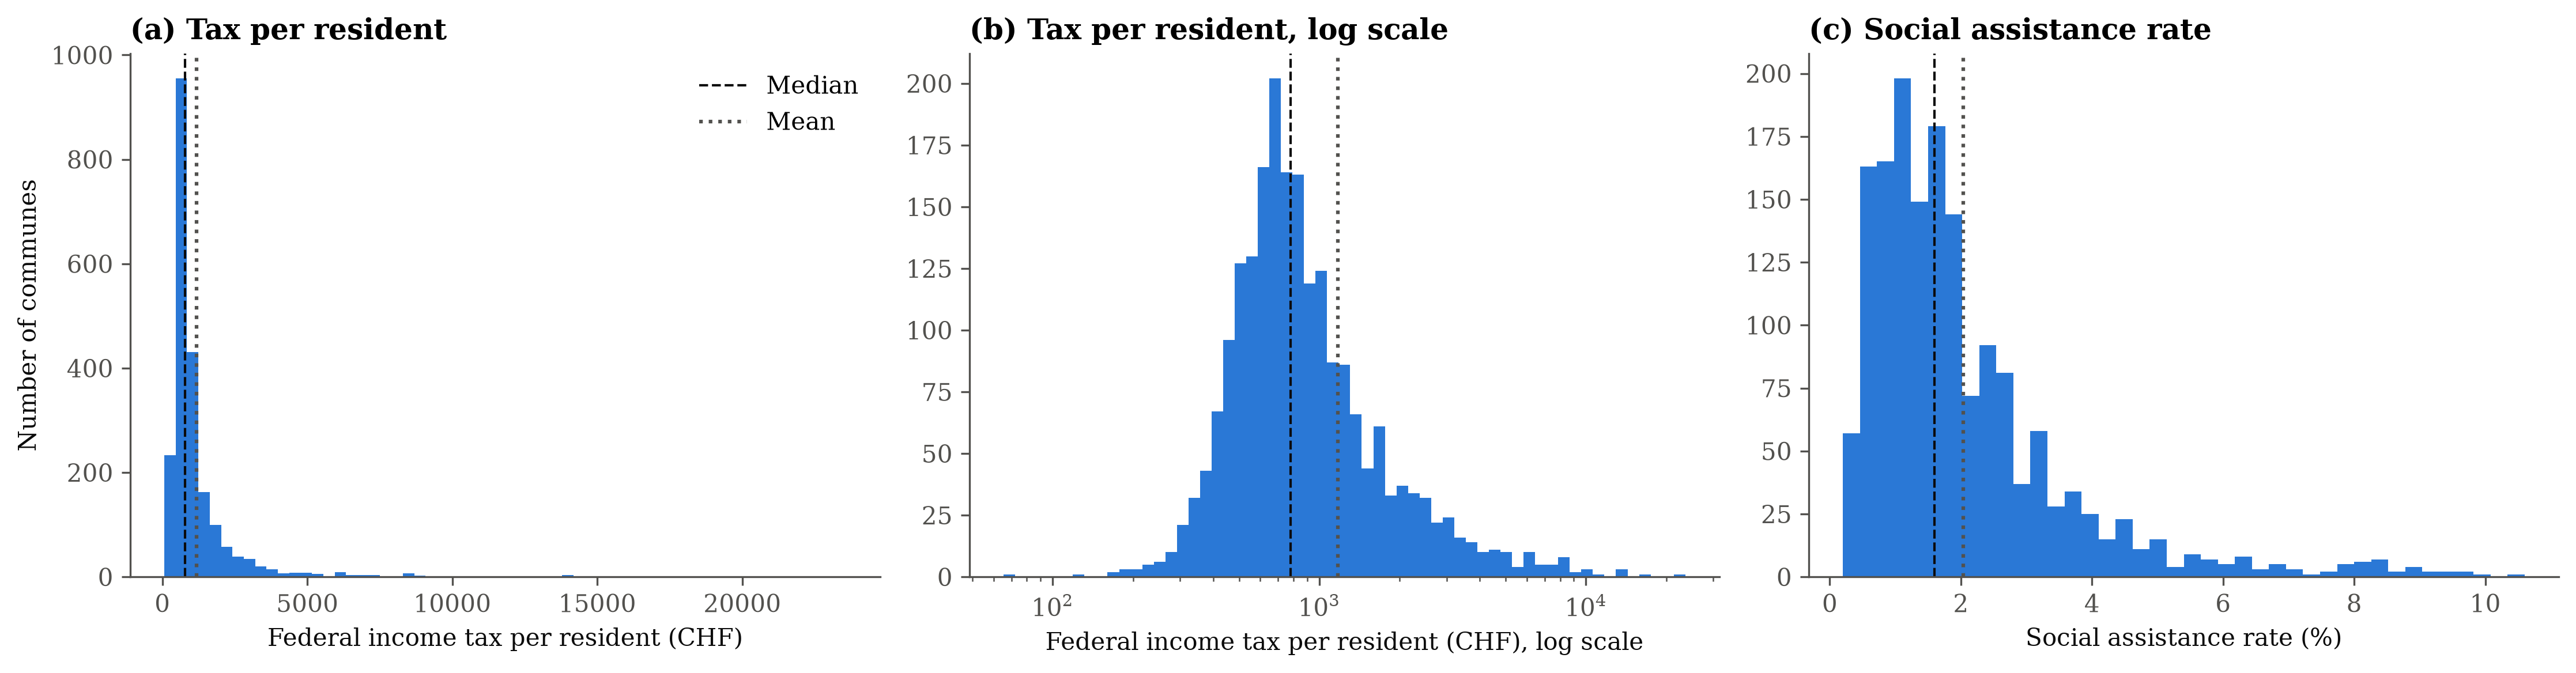 (a) Tax per resident
Number of communes
1000
800
600
400
200
0
0 5000 10000 15000 20000
Federal income tax per resident (CHF)
Median
Mean
(b) Tax per resident, log scale
200
175
150
125
100
75
50
25
0
10² 10³ 10⁴
Federal income tax per resident (CHF), log scale
(c) Social assistance rate
200
175
150
125
100
75
50
25
0
0 2 4 6 8 10
Social assistance rate (%)